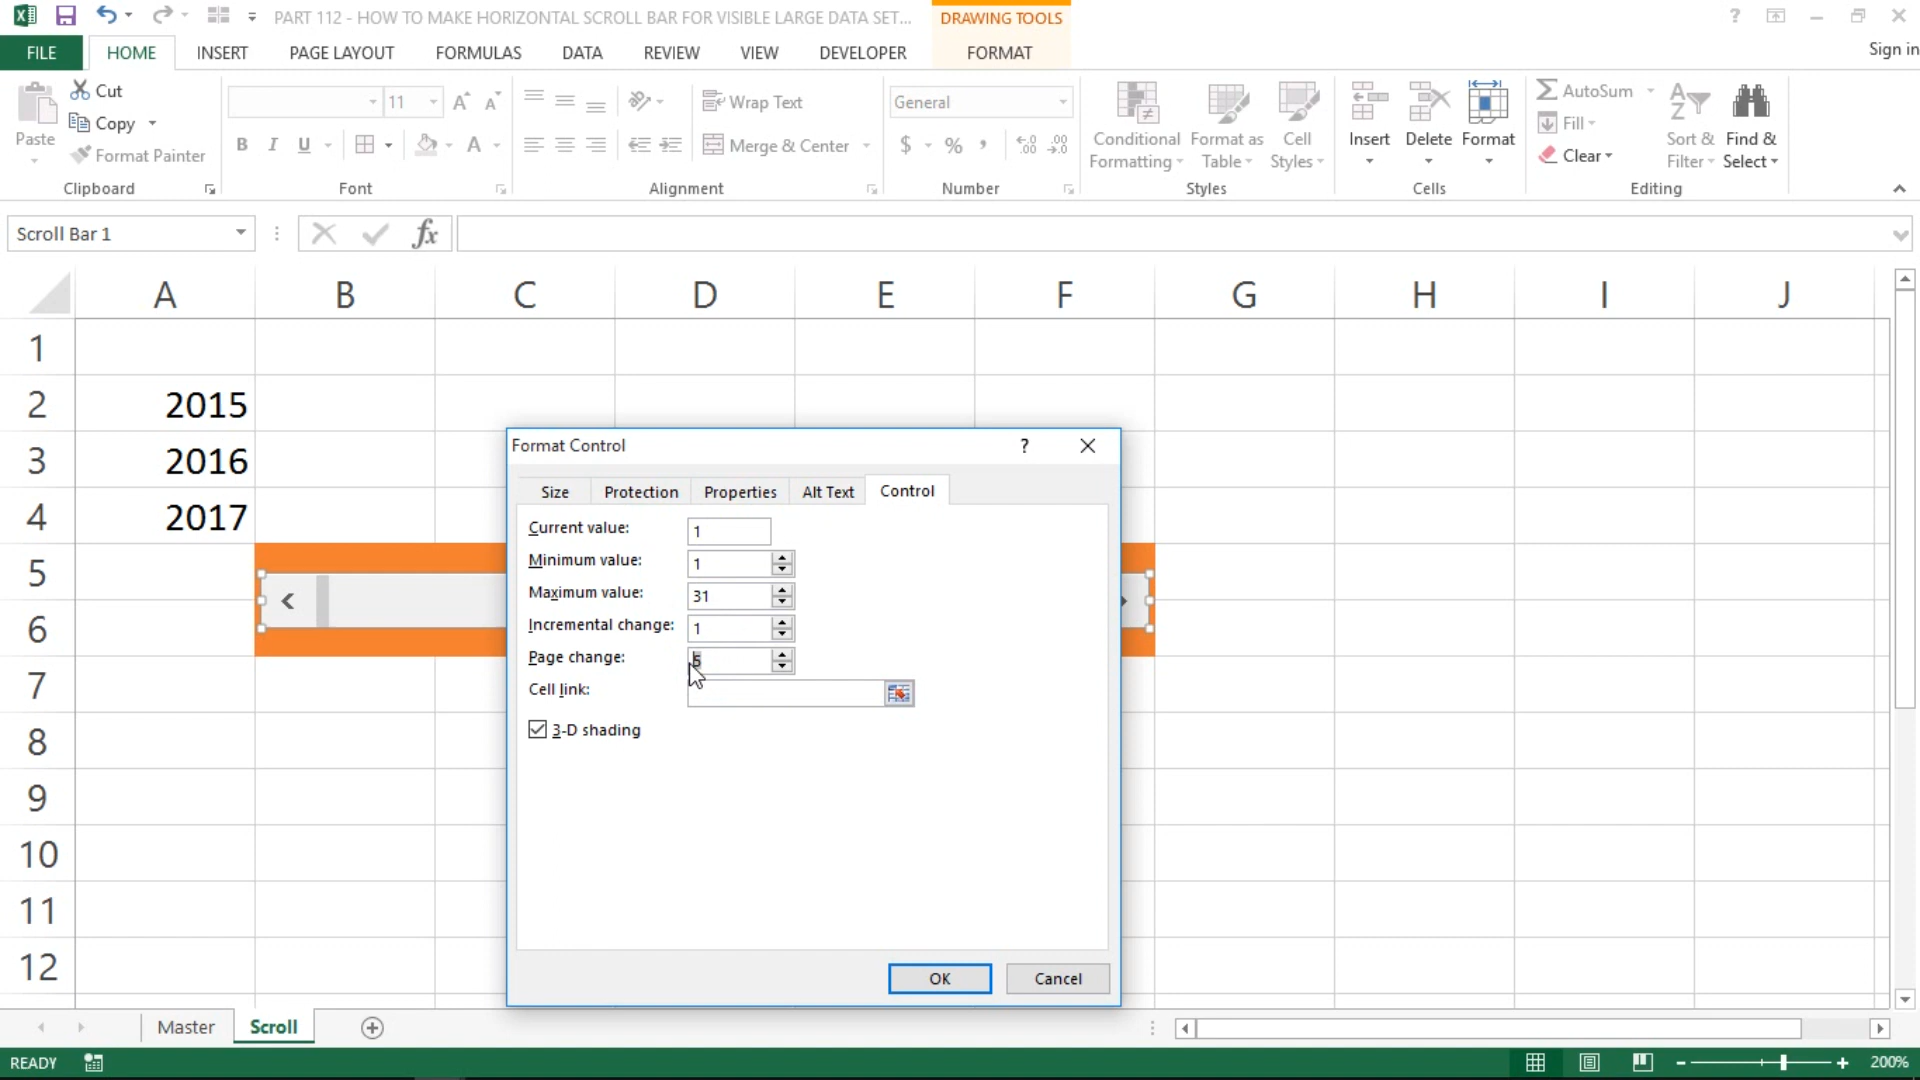 PART 112 - HOW TO MAKE HORIZONTAL SCROLL BAR FOR VISIBLE LARGE DATA SET...
DRAWING TOOLS
?
FILE HOME INSERT PAGE LAYOUT FORMULAS DATA REVIEW VIEW DEVELOPER FORMAT Sign in
Paste
Cut
Copy
Format Painter
Clipboard
11
B I U A
Font
Wrap Text
Merge & Center
Alignment
General
$ % ,
Number
Conditional Formatting
Format as Table
Cell Styles
Styles
Insert
Delete
Format
Cells
AutoSum
Fill
Clear
Sort & Filter
Find & Select
Editing
Scroll Bar 1
fx
A B C D E F G H I J
1
2 2015
3 2016
4 2017
5
6
7
8
9
10
11
12
Format Control
?
Size Protection Properties Alt Text Control
Current value: 1
Minimum value: 1
Maximum value: 31
Incremental change: 1
Page change: 5
Cell link:
3-D shading
OK Cancel
Master Scroll
READY
200%